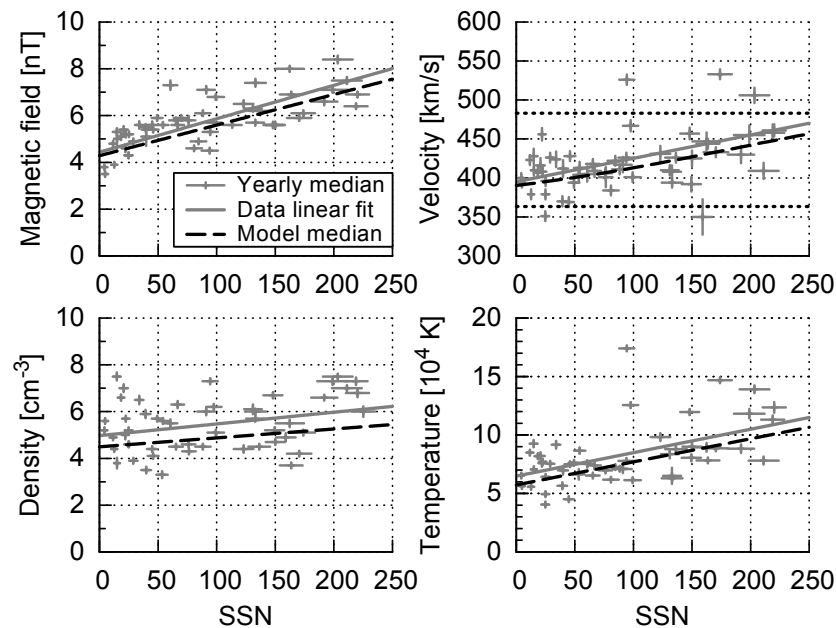 Magnetic field [nT]
10
8
6
4
2
0
0 50 100 150 200 250
Yearly median
Data linear fit
Model median
Velocity [km/s]
600
550
500
450
400
350
300
0 50 100 150 200 250
Density [cm⁻³]
10
8
6
4
2
0
0 50 100 150 200 250
SSN
Temperature [10⁴ K]
20
15
10
5
0
0 50 100 150 200 250
SSN